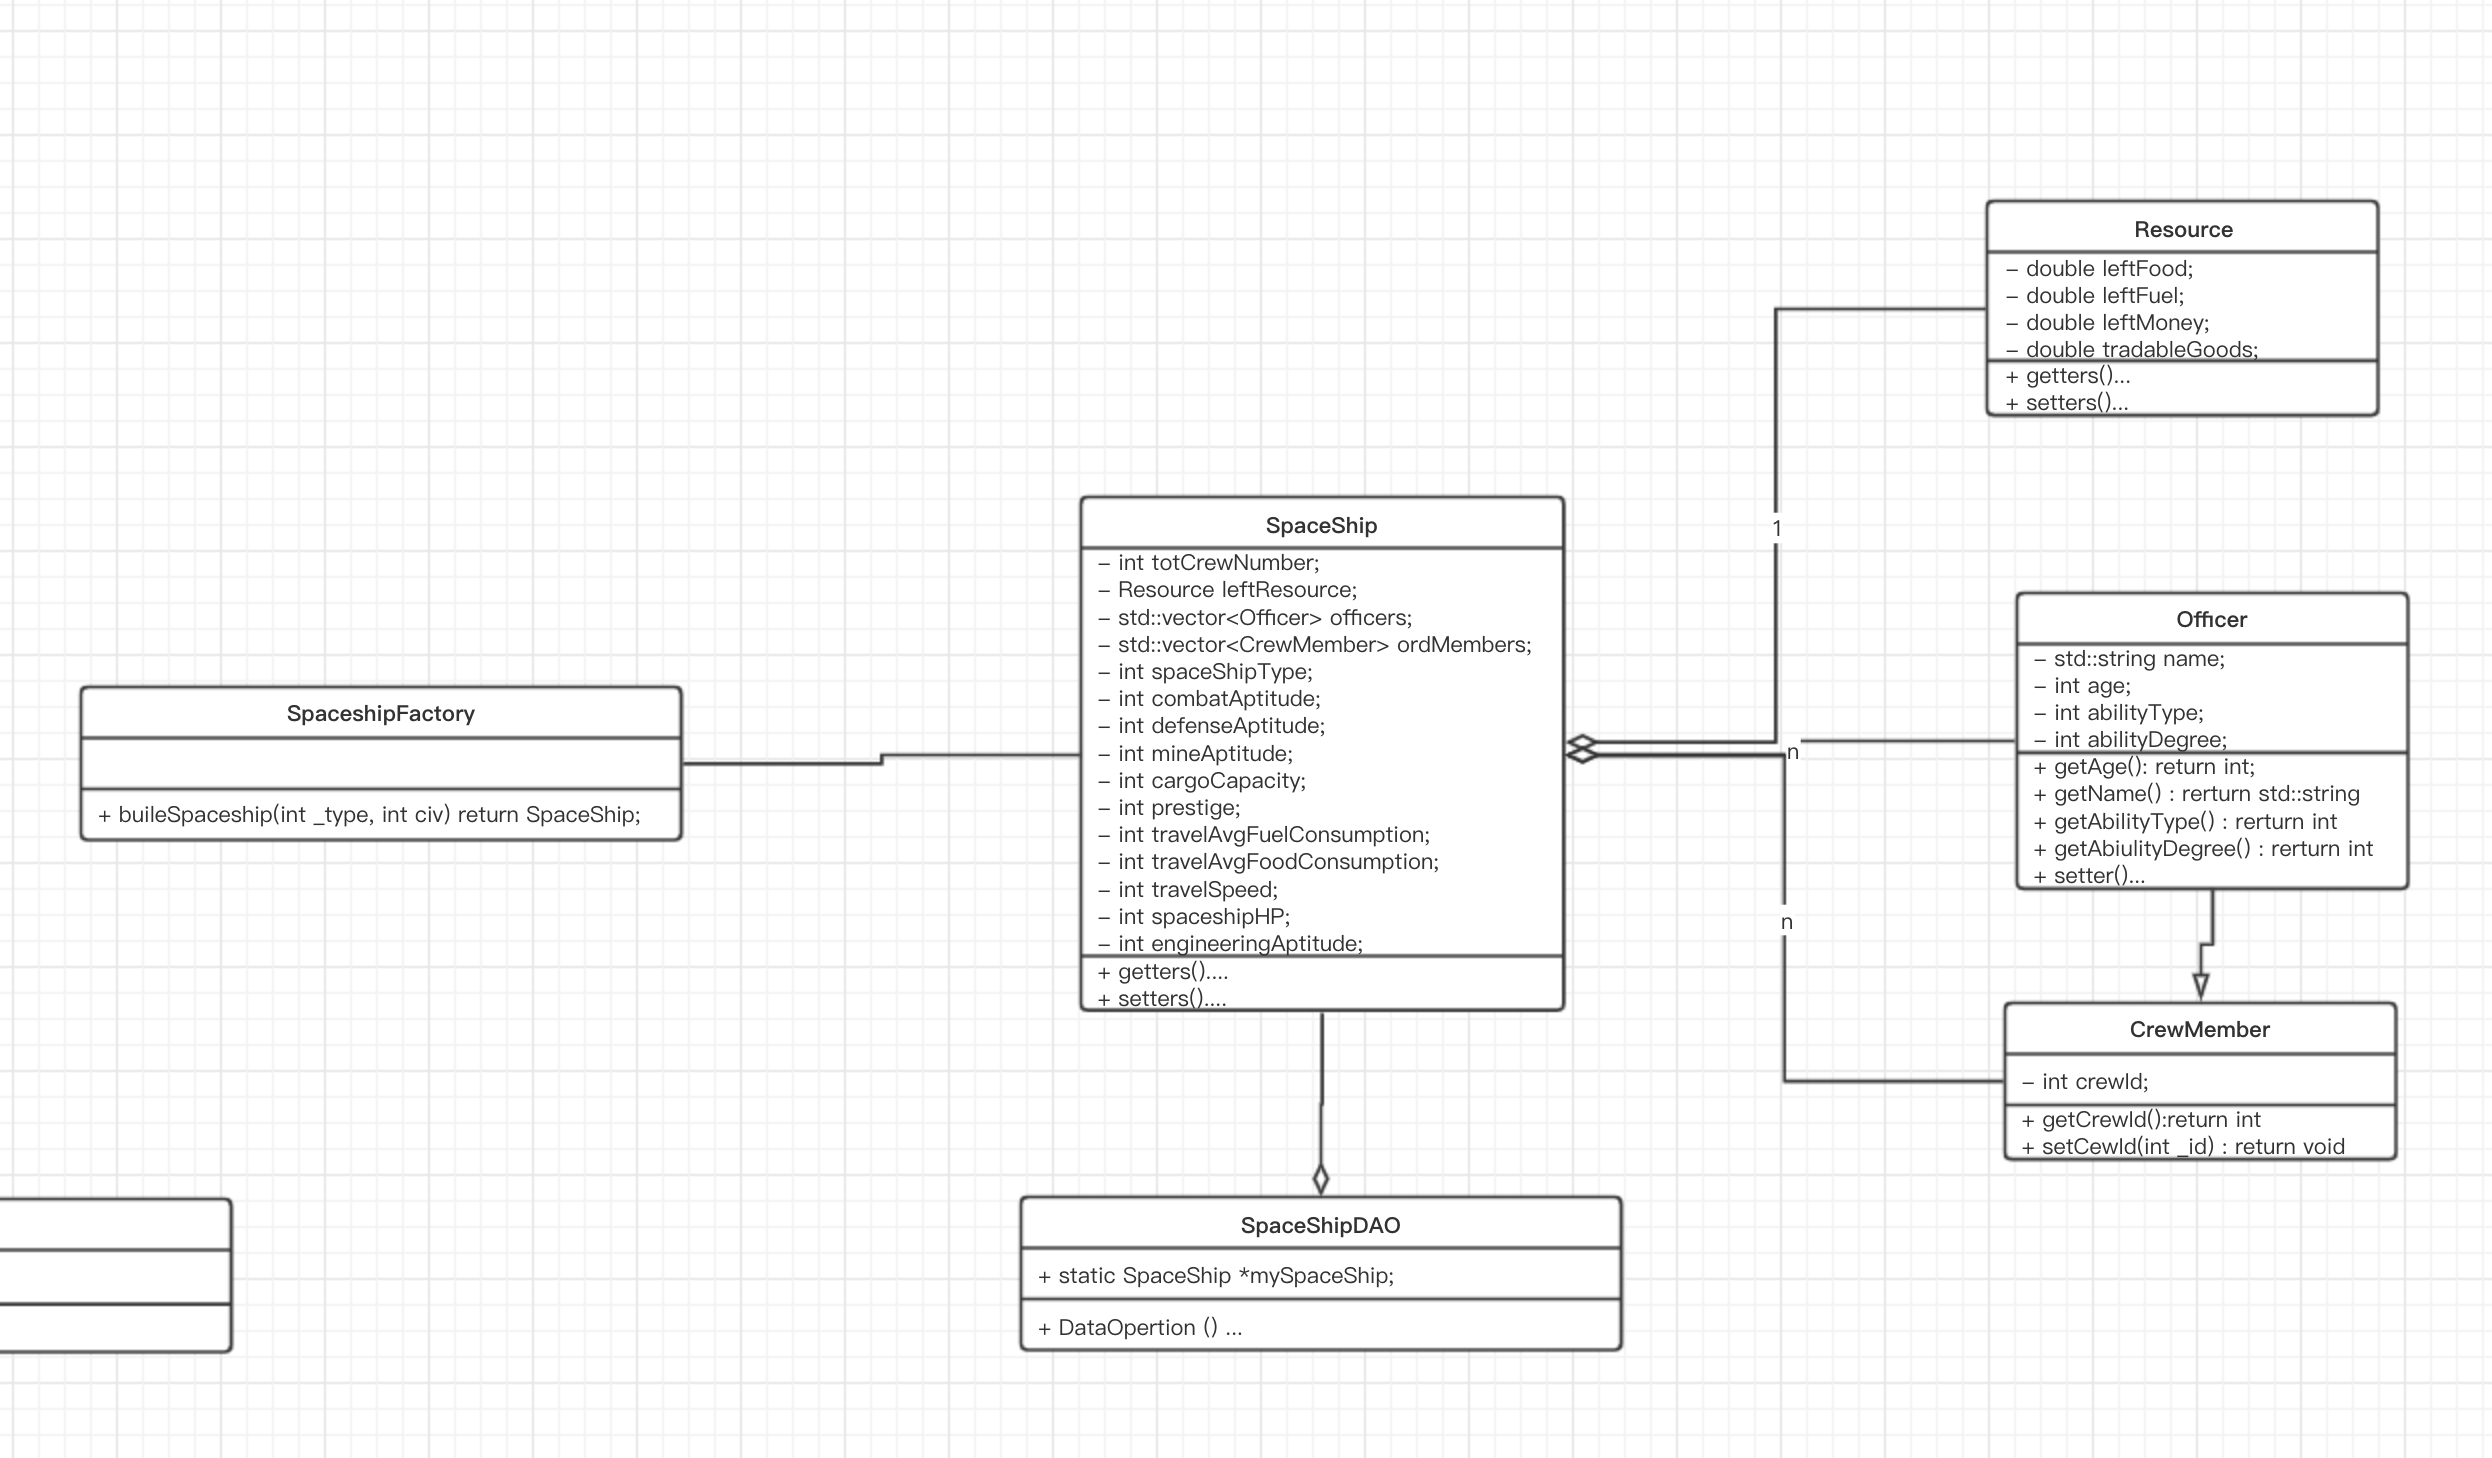 Resource
– double leftFood;
– double leftFuel;
– double leftMoney;
– double tradableGoods;
+ getters()...
+ setters()...
SpaceShip
– int totCrewNumber;
– Resource leftResource;
– std::vector<Officer> officers;
– std::vector<CrewMember> ordMembers;
– int spaceShipType;
– int combatAptitude;
– int defenseAptitude;
– int mineAptitude;
– int cargoCapacity;
– int prestige;
– int travelAvgFuelConsumption;
– int travelAvgFoodConsumption;
– int travelSpeed;
– int spaceshipHP;
– int engineeringAptitude;
+ getters()....
+ setters()....
1
n
n
Officer
– std::string name;
– int age;
– int abilityType;
– int abilityDegree;
+ getAge(): return int;
+ getName() : rerturn std::string
+ getAbilityType() : rerturn int
+ getAbiulityDegree() : rerturn int
+ setter()...
SpaceshipFactory
+ buileSpaceship(int _type, int civ) return SpaceShip;
CrewMember
– int crewId;
+ getCrewId():return int
+ setCewId(int _id) : return void
SpaceShipDAO
+ static SpaceShip *mySpaceShip;
+ DataOpertion () ...